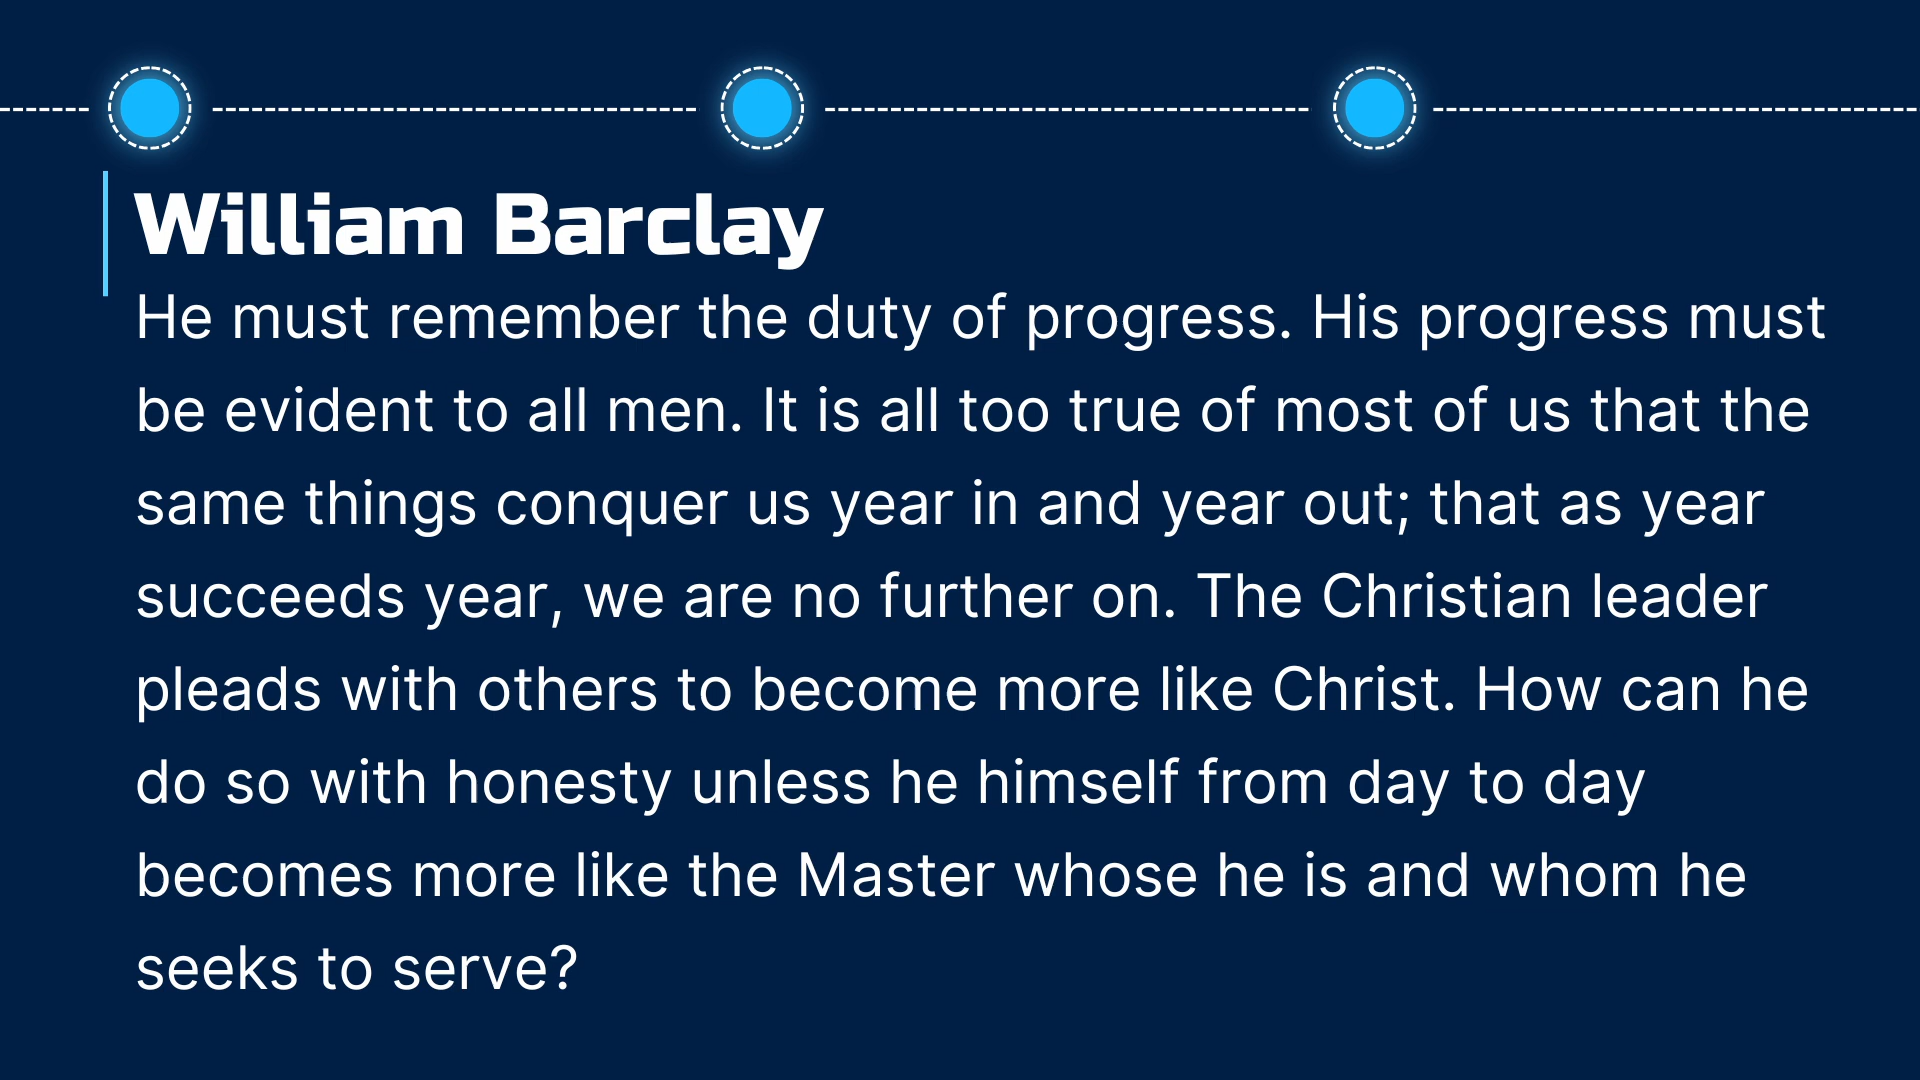 William Barclay
He must remember the duty of progress. His progress must
be evident to all men. It is all too true of most of us that the
same things conquer us year in and year out; that as year
succeeds year, we are no further on. The Christian leader
pleads with others to become more like Christ. How can he
do so with honesty unless he himself from day to day
becomes more like the Master whose he is and whom he
seeks to serve?